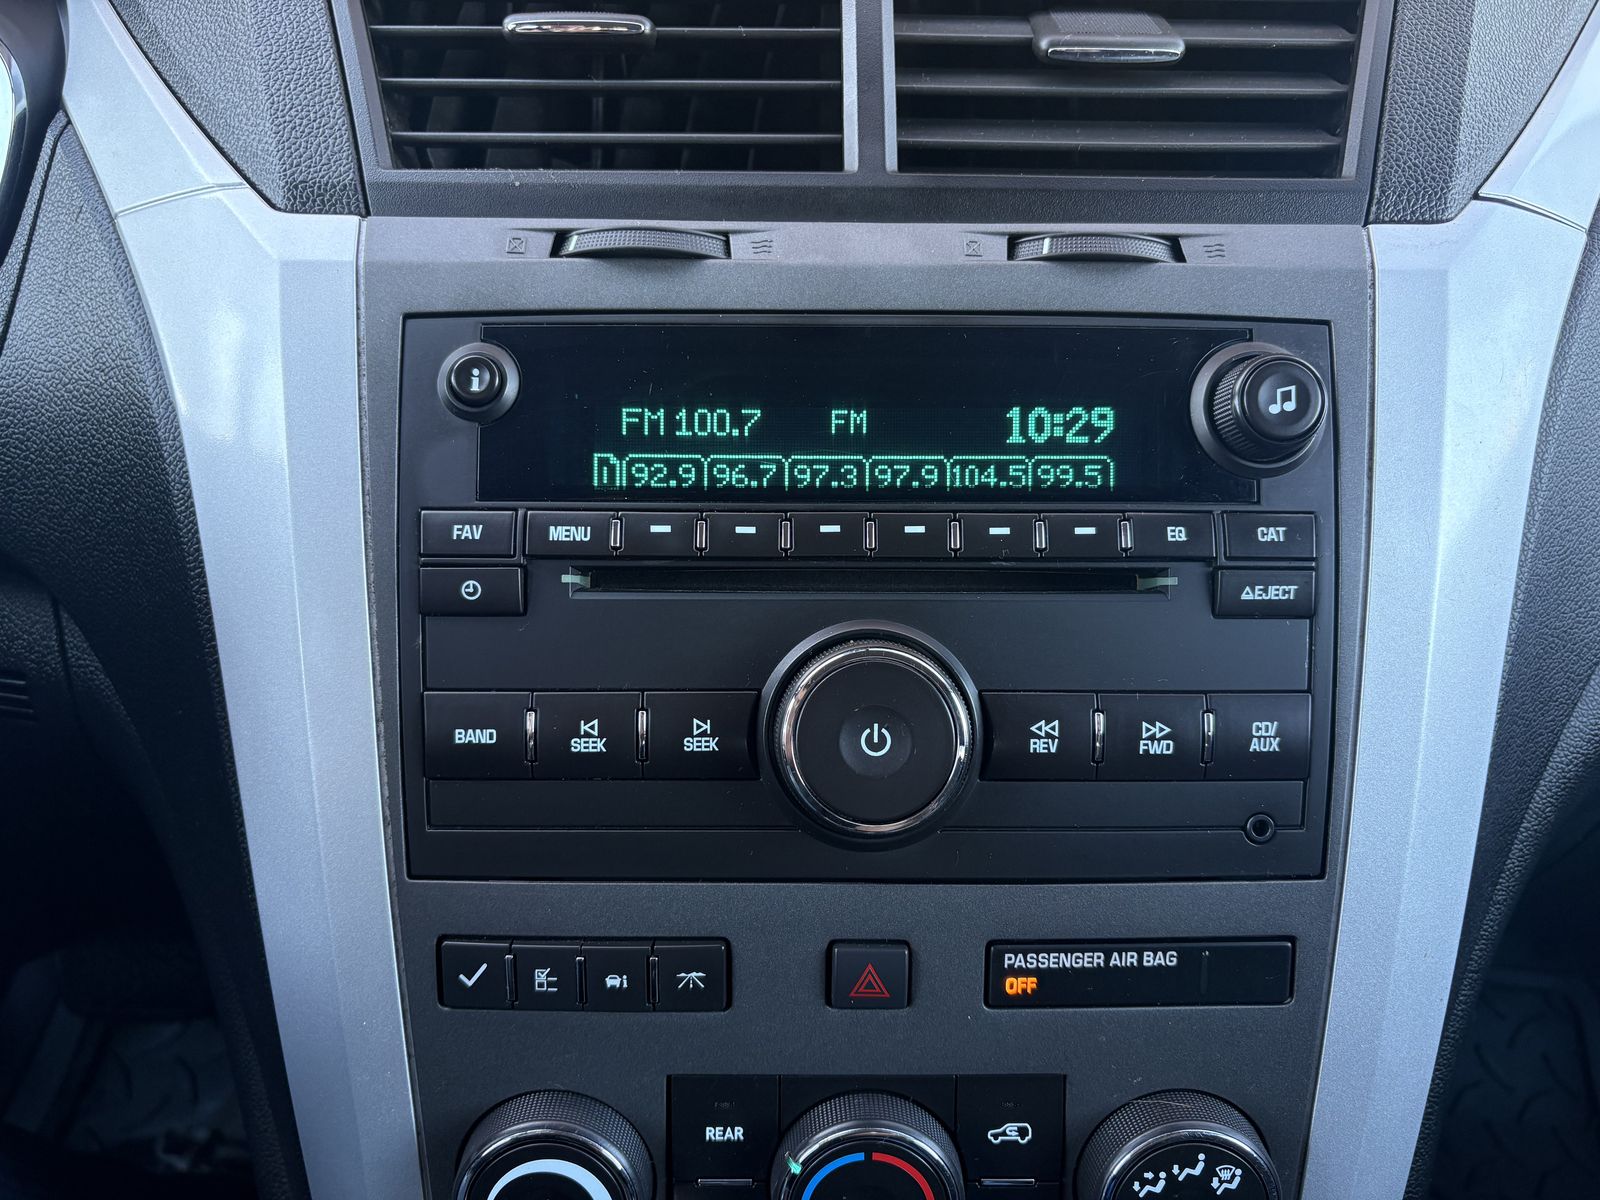 i
FM 100.7 FM 10:29
92.9 96.7 97.3 97.9 104.5 99.5
FAV MENU EQ CAT
EJECT
BAND SEEK SEEK REV FWD CD/AUX
PASSENGER AIR BAG
OFF
REAR